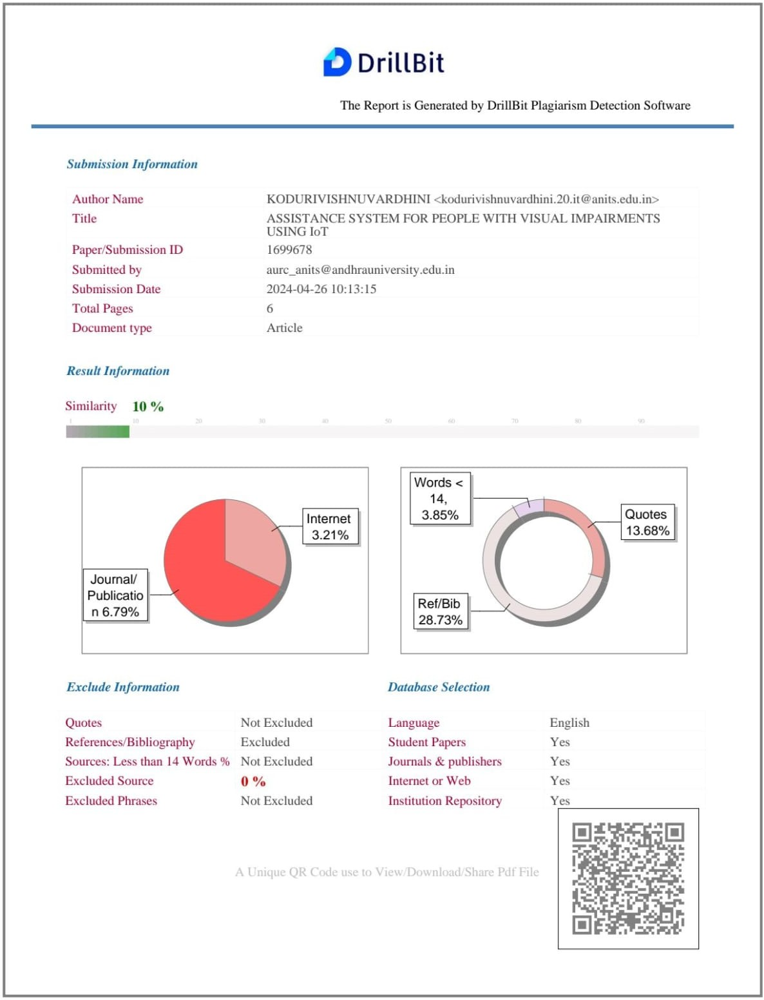 DrillBit
The Report is Generated by DrillBit Plagiarism Detection Software
Submission Information
Author Name KODURIVISHNUVARDHINI <kodurivishnuvardhini.20.it@anits.edu.in>
Title ASSISTANCE SYSTEM FOR PEOPLE WITH VISUAL IMPAIRMENTS
USING IoT
Paper/Submission ID 1699678
Submitted by aurc_anits@andhrauniversity.edu.in
Submission Date 2024-04-26 10:13:15
Total Pages 6
Document type Article
Result Information
Similarity 10 %
1 10 20 30 40 50 60 70 80 90
Internet
3.21%
Journal/
Publicatio
n 6.79%
Words <
14,
3.85%
Quotes
13.68%
Ref/Bib
28.73%
Exclude Information
Quotes Not Excluded
References/Bibliography Excluded
Sources: Less than 14 Words % Not Excluded
Excluded Source 0 %
Excluded Phrases Not Excluded
Database Selection
Language English
Student Papers Yes
Journals & publishers Yes
Internet or Web Yes
Institution Repository Yes
A Unique QR Code use to View/Download/Share Pdf File